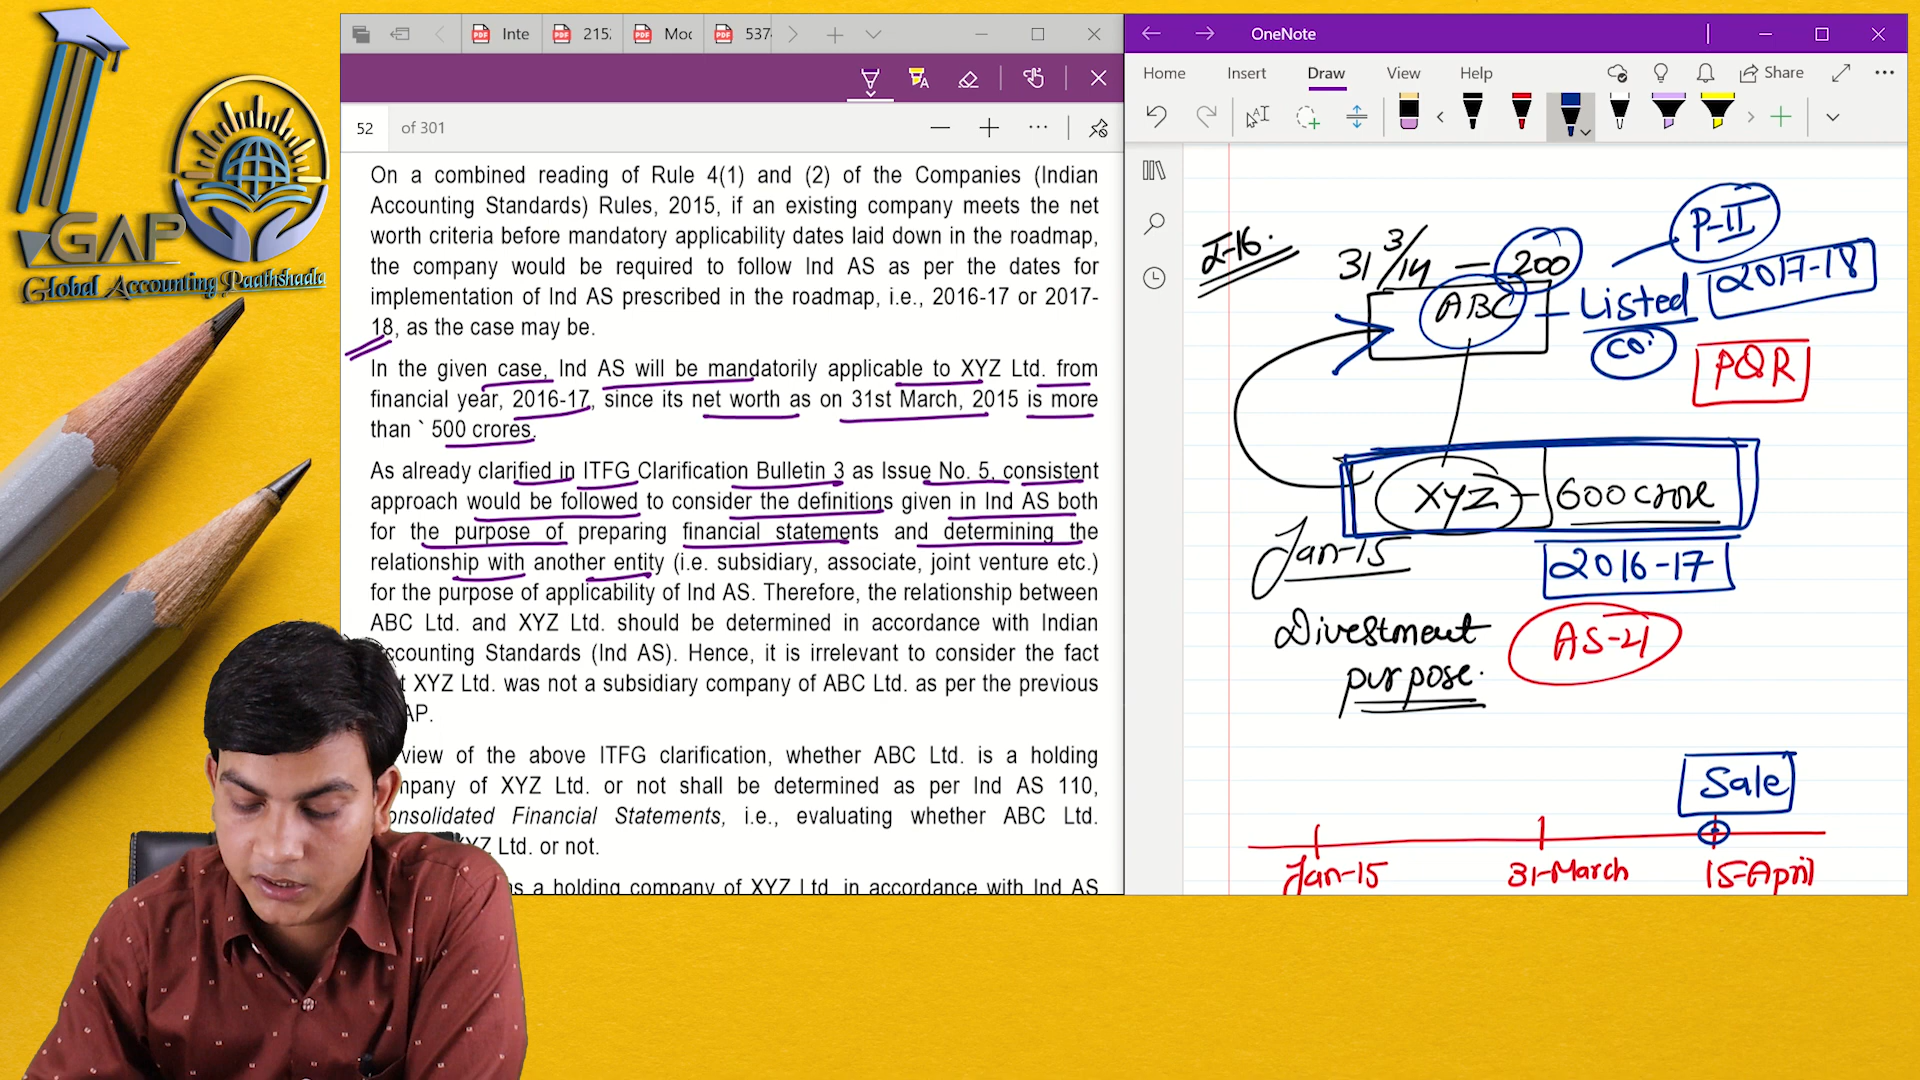 GAP
Global Accounting Paathshaala
Inte
215
Moc
537
52
of 301
On a combined reading of Rule 4(1) and (2) of the Companies (Indian
Accounting Standards) Rules, 2015, if an existing company meets the net
worth criteria before mandatory applicability dates laid down in the roadmap,
the company would be required to follow Ind AS as per the dates for
implementation of Ind AS prescribed in the roadmap, i.e., 2016-17 or 2017-
18, as the case may be.
In the given case, Ind AS will be mandatorily applicable to XYZ Ltd. from
financial year, 2016-17, since its net worth as on 31st March, 2015 is more
than ` 500 crores.
As already clarified in ITFG Clarification Bulletin 3 as Issue No. 5, consistent
approach would be followed to consider the definitions given in Ind AS both
for the purpose of preparing financial statements and determining the
relationship with another entity (i.e. subsidiary, associate, joint venture etc.)
for the purpose of applicability of Ind AS. Therefore, the relationship between
ABC Ltd. and XYZ Ltd. should be determined in accordance with Indian
ccounting Standards (Ind AS). Hence, it is irrelevant to consider the fact
t XYZ Ltd. was not a subsidiary company of ABC Ltd. as per the previous
AP.
view of the above ITFG clarification, whether ABC Ltd. is a holding
mpany of XYZ Ltd. or not shall be determined as per Ind AS 110,
onsolidated Financial Statements, i.e., evaluating whether ABC Ltd.
XYZ Ltd. or not.
s a holding company of XYZ Ltd. in accordance with Ind AS
OneNote
Home Insert Draw View Help Share
I-16.
31 3/14 - 200
P-II
ABC - Listed
Co.
2017-18
PQR
XYZ - 600 crore
Jan-15
2016-17
Divestment
purpose.
AS-21
Sale
Jan-15 31-March 15-April